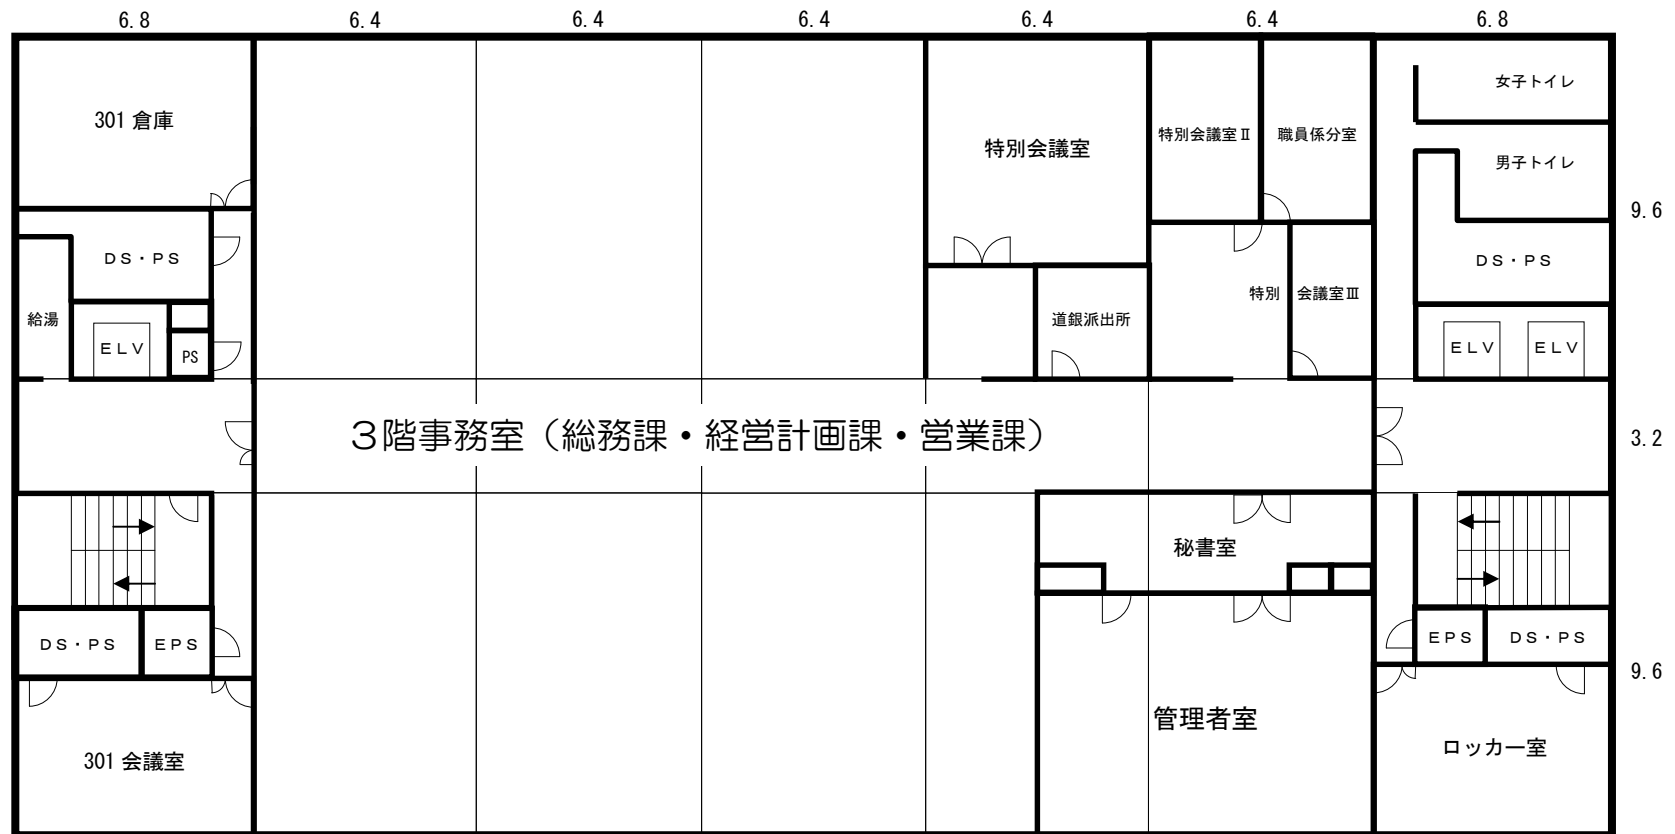 6.8 6.4 6.4 6.4 6.4 6.4 6.8
女子トイレ
301 倉庫
特別会議室
特別会議室Ⅱ
職員係分室
男子トイレ
9.6
DS・PS
DS・PS
給湯
特別 会議室Ⅲ
道銀派出所
ELV
PS
ELV
ELV
3階事務室（総務課・経営計画課・営業課）
3.2
秘書室
DS・PS
EPS
EPS
DS・PS
9.6
管理者室
301 会議室
ロッカー室